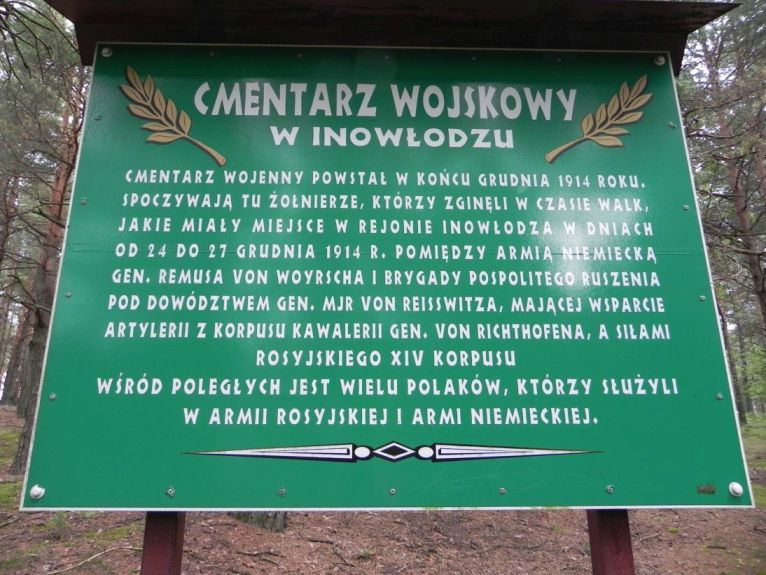 CMENTARZ WOJSKOWY
W INOWŁODZU
CMENTARZ WOJENNY POWSTAŁ W KOŃCU GRUDNIA 1914 ROKU.
SPOCZYWAJĄ TU ŻOŁNIERZE, KTÓRZY ZGINĘLI W CZASIE WALK,
JAKIE MIAŁY MIEJSCE W REJONIE INOWŁODZA W DNIACH
OD 24 DO 27 GRUDNIA 1914 R. POMIĘDZY ARMIĄ NIEMIECKĄ
GEN. REMUSA VON WOYRSCHA I BRYGADY POSPOLITEGO RUSZENIA
POD DOWÓDZTWEM GEN. MJR VON REISSWITZA, MAJĄCEJ WSPARCIE
ARTYLERII Z KORPUSU KAWALERII GEN. VON RICHTHOFENA, A SIŁAMI
ROSYJSKIEGO XIV KORPUSU
WŚRÓD POLEGŁYCH JEST WIELU POLAKÓW, KTÓRZY SŁUŻYLI
W ARMII ROSYJSKIEJ I ARMI NIEMIECKIEJ.